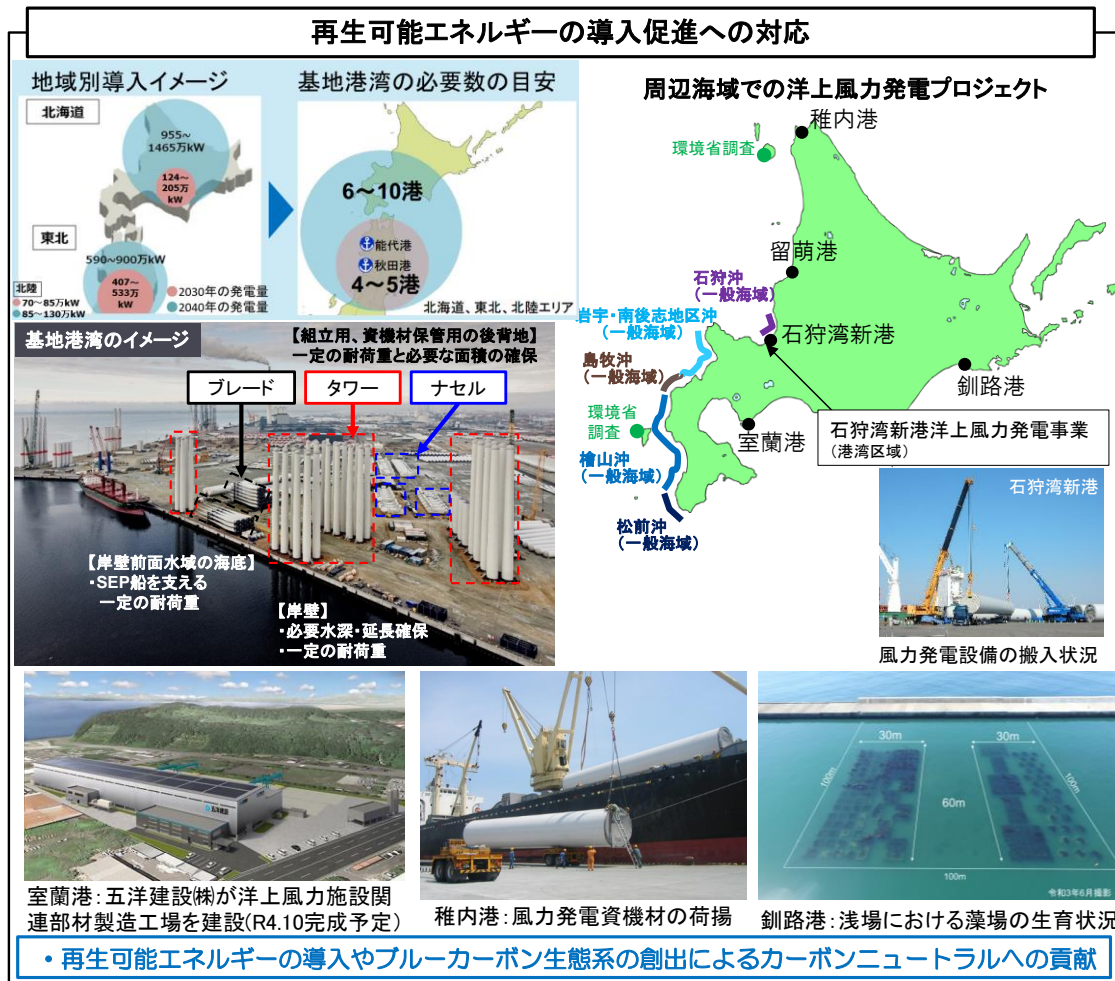 再生可能エネルギーの導入促進への対応
地域別導入イメージ
北海道
955～
1465万kW
124～
205万
kW
東北
590～900万kW
407～
533万
kW
北陸
70～85万kW
85～130万kW
2030年の発電量
2040年の発電量
基地港湾の必要数の目安
6～10港
能代港
秋田港
4～5港
北海道、東北、北陸エリア
周辺海域での洋上風力発電プロジェクト
稚内港
環境省調査
留萌港
石狩沖
(一般海域)
岩宇・南後志地区沖
(一般海域)
石狩湾新港
島牧沖
(一般海域)
釧路港
環境省
調査
室蘭港
石狩湾新港洋上風力発電事業
(港湾区域)
檜山沖
(一般海域)
松前沖
(一般海域)
石狩湾新港
風力発電設備の搬入状況
基地港湾のイメージ
【組立用、資機材保管用の後背地】
一定の耐荷重と必要な面積の確保
ブレード
タワー
ナセル
【岸壁前面水域の海底】
・SEP船を支える
一定の耐荷重
【岸壁】
・必要水深・延長確保
・一定の耐荷重
五洋建設
室蘭港：五洋建設㈱が洋上風力施設関
連部材製造工場を建設(R4.10完成予定)
稚内港：風力発電資機材の荷揚
30m
30m
100m
100m
60m
100m
令和3年6月撮影
釧路港：浅場における藻場の生育状況
・再生可能エネルギーの導入やブルーカーボン生態系の創出によるカーボンニュートラルへの貢献